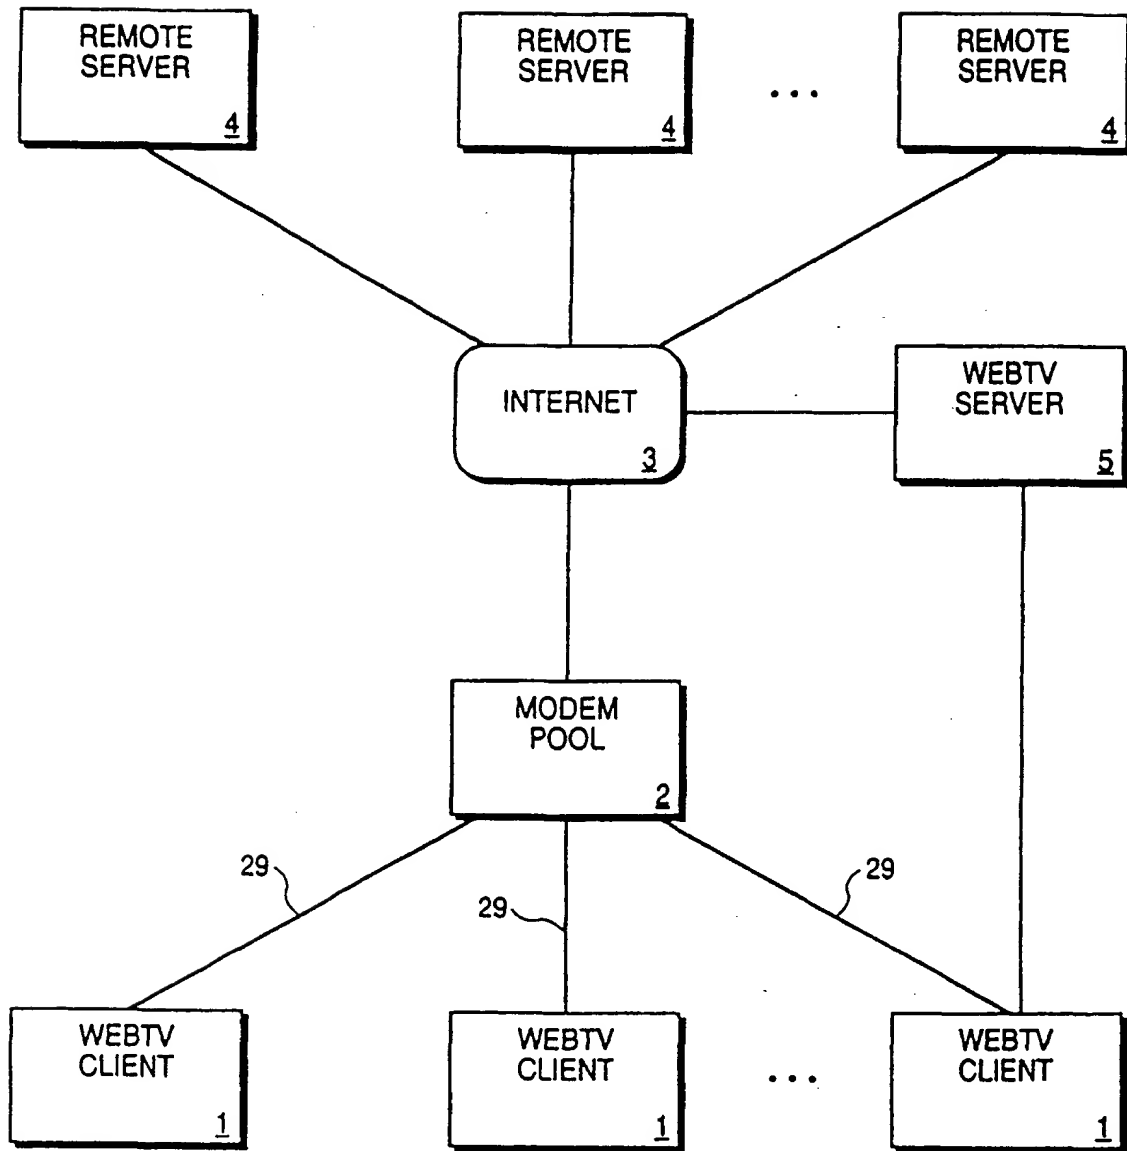 REMOTE
SERVER
4
REMOTE
SERVER
4
...
REMOTE
SERVER
4
INTERNET
3
WEBTV
SERVER
5
MODEM
POOL
2
29
29
29
WEBTV
CLIENT
1
WEBTV
CLIENT
1
...
WEBTV
CLIENT
1